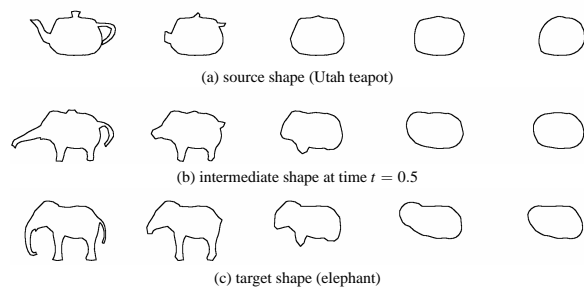 (a) source shape (Utah teapot)
(b) intermediate shape at time t = 0.5
(c) target shape (elephant)